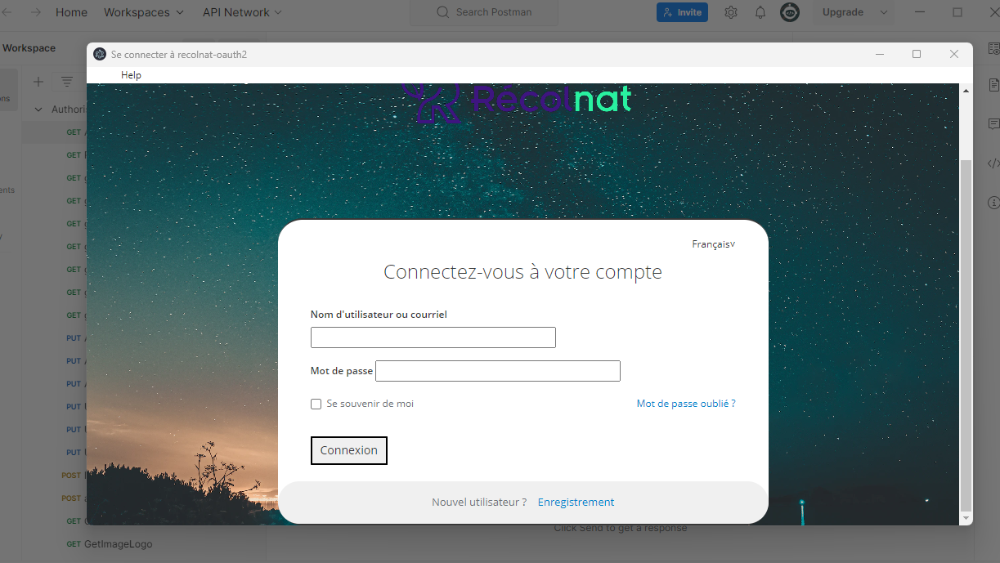 Home Workspaces API Network Search Postman Invite Upgrade
Workspace
Se connecter à recolnat-oauth2
Help
Récolnat
ons
Authori
GET
GET
GET g
GET g
GET g
GET g
GET g
GET g
GET g
PUT
PUT
PUT
PUT
PUT
PUT
POST
POST a
GET
GET GetImageLogo
ents
Français
Connectez-vous à votre compte
Nom d'utilisateur ou courriel
Mot de passe
Se souvenir de moi Mot de passe oublié ?
Connexion
Nouvel utilisateur ? Enregistrement
Click Send to get a response